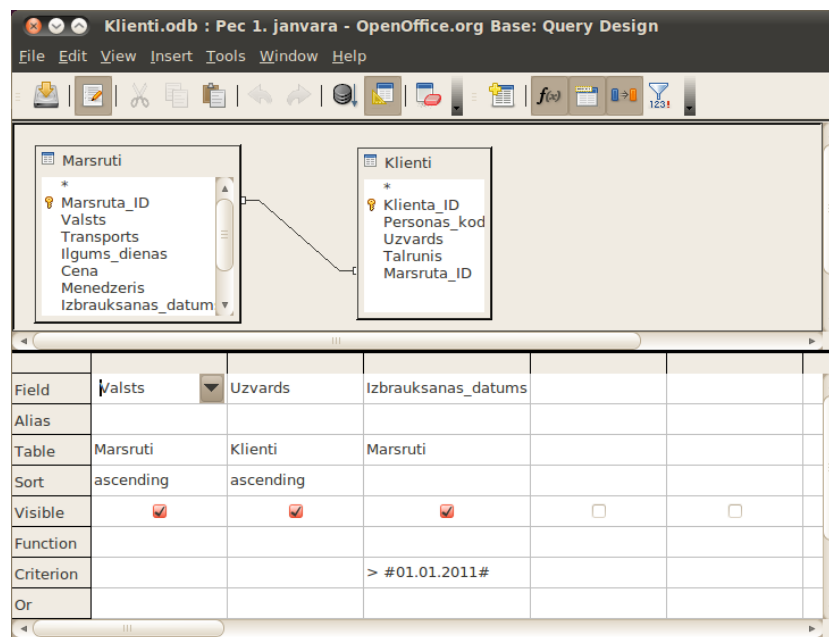 Klienti.odb : Pec 1. janvara - OpenOffice.org Base: Query Design
File Edit View Insert Tools Window Help
f(x) 123!
Marsruti
*
Marsruta_ID
Valsts
Transports
Ilgums_dienas
Cena
Menedzeris
Izbrauksanas_datum
Klienti
*
Klienta_ID
Personas_kod
Uzvards
Talrunis
Marsruta_ID
Field Valsts Uzvards Izbrauksanas_datums
Alias
Table Marsruti Klienti Marsruti
Sort ascending ascending
Visible
Function
Criterion > #01.01.2011#
Or